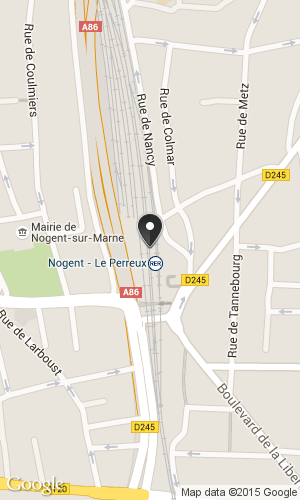 A86
Rue de Coulmiers
Rue de Nancy
Rue de Colmar
Rue de Metz
D245
Mairie de
Nogent-sur-Marne
Nogent - Le Perreux
RER
D245
A86
Rue de Tannebourg
Rue de Larboust
Boulevard de la Libe
D245
Google
Map data ©2015 Google